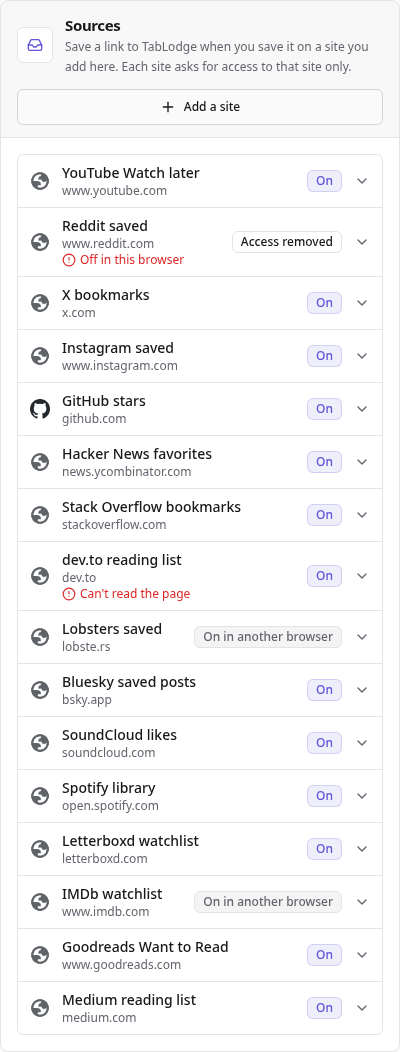 Sources
Save a link to TabLodge when you save it on a site you
add here. Each site asks for access to that site only.
Add a site
YouTube Watch later
www.youtube.com
On
Reddit saved
www.reddit.com
Off in this browser
Access removed
X bookmarks
x.com
On
Instagram saved
www.instagram.com
On
GitHub stars
github.com
On
Hacker News favorites
news.ycombinator.com
On
Stack Overflow bookmarks
stackoverflow.com
On
dev.to reading list
dev.to
Can't read the page
On
Lobsters saved
lobste.rs
On in another browser
Bluesky saved posts
bsky.app
On
SoundCloud likes
soundcloud.com
On
Spotify library
open.spotify.com
On
Letterboxd watchlist
letterboxd.com
On
IMDb watchlist
www.imdb.com
On in another browser
Goodreads Want to Read
www.goodreads.com
On
Medium reading list
medium.com
On